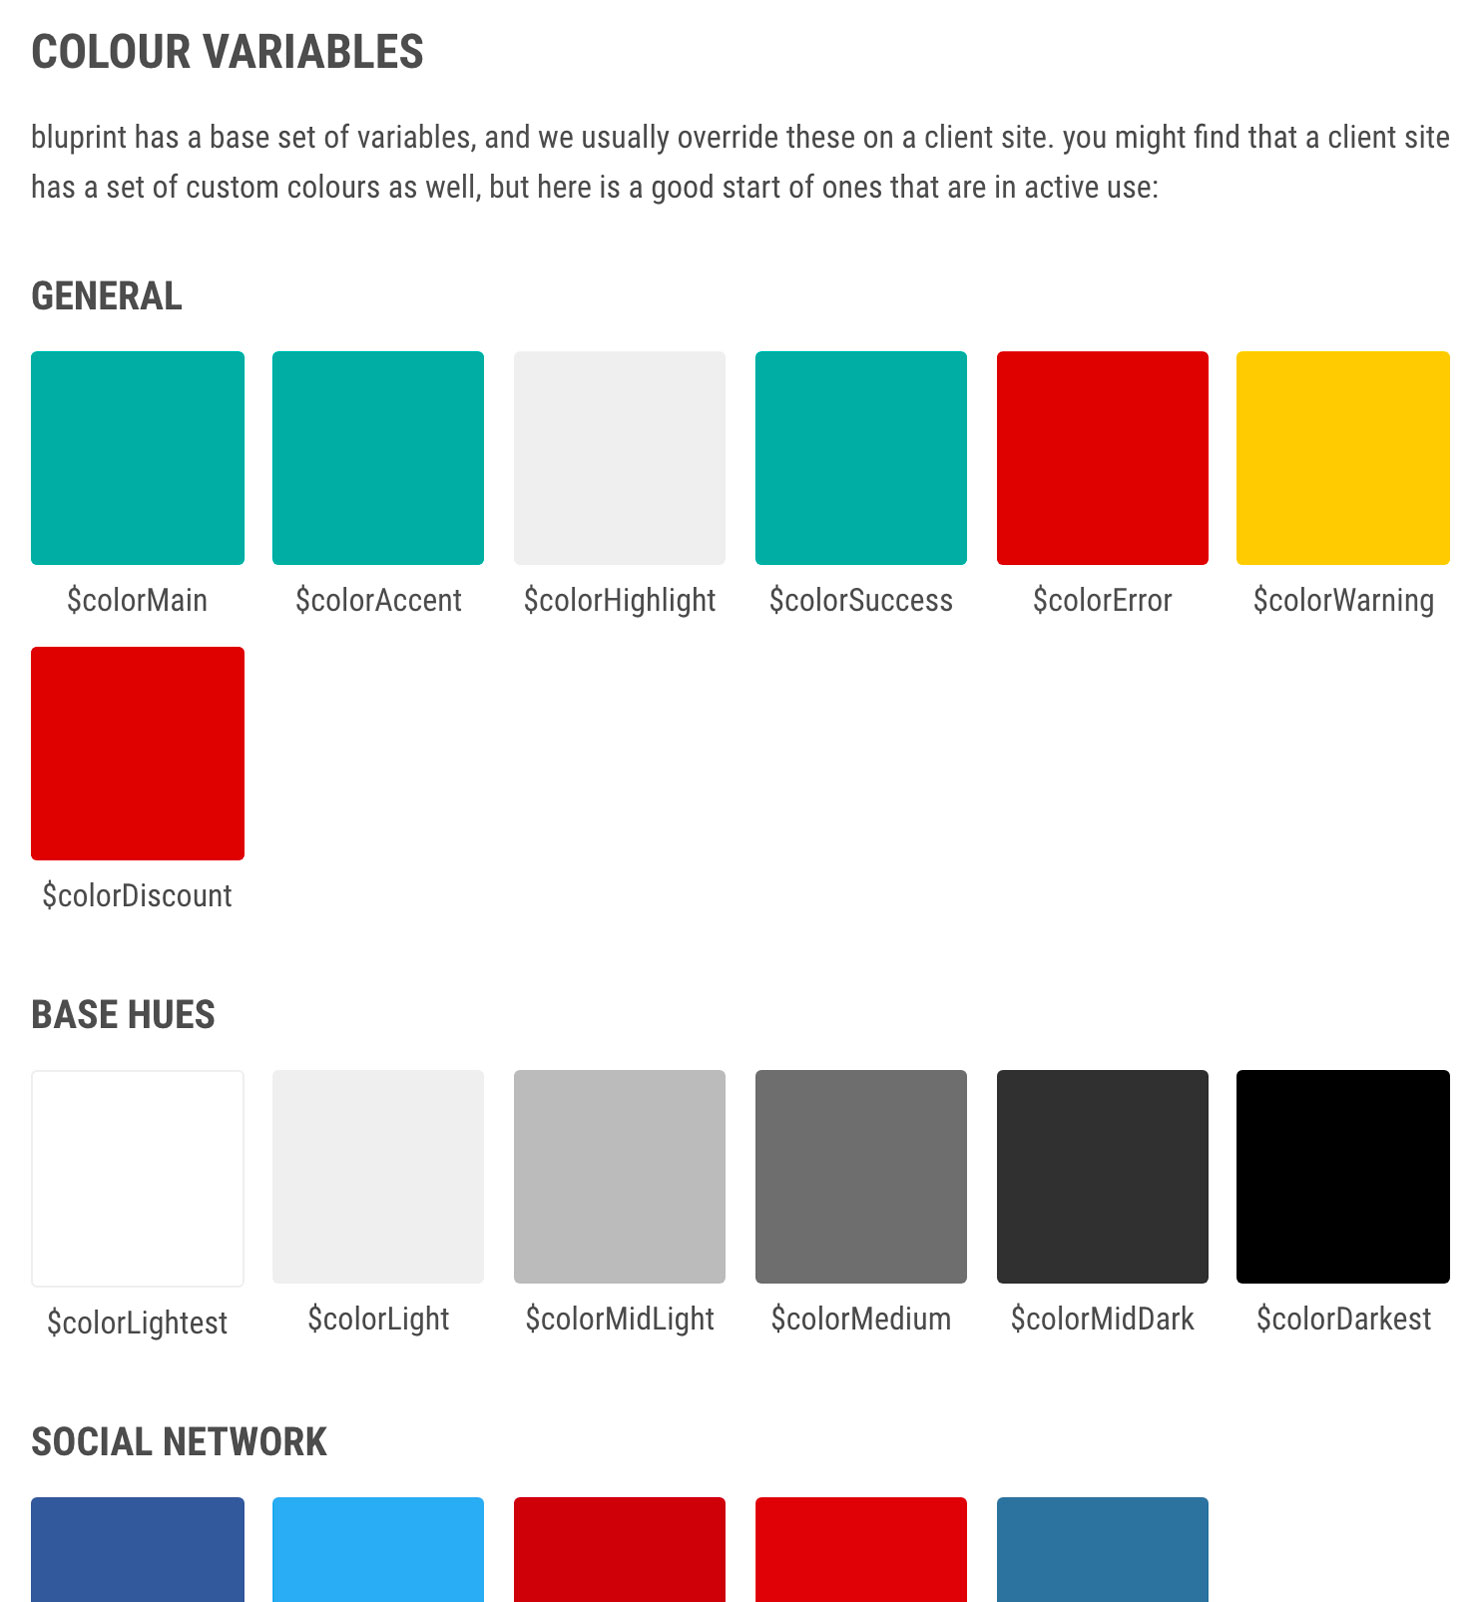 COLOUR VARIABLES
bluprint has a base set of variables, and we usually override these on a client site. you might find that a client site
has a set of custom colours as well, but here is a good start of ones that are in active use:
GENERAL
$colorMain $colorAccent $colorHighlight $colorSuccess $colorError $colorWarning
$colorDiscount
BASE HUES
$colorLightest $colorLight $colorMidLight $colorMedium $colorMidDark $colorDarkest
SOCIAL NETWORK